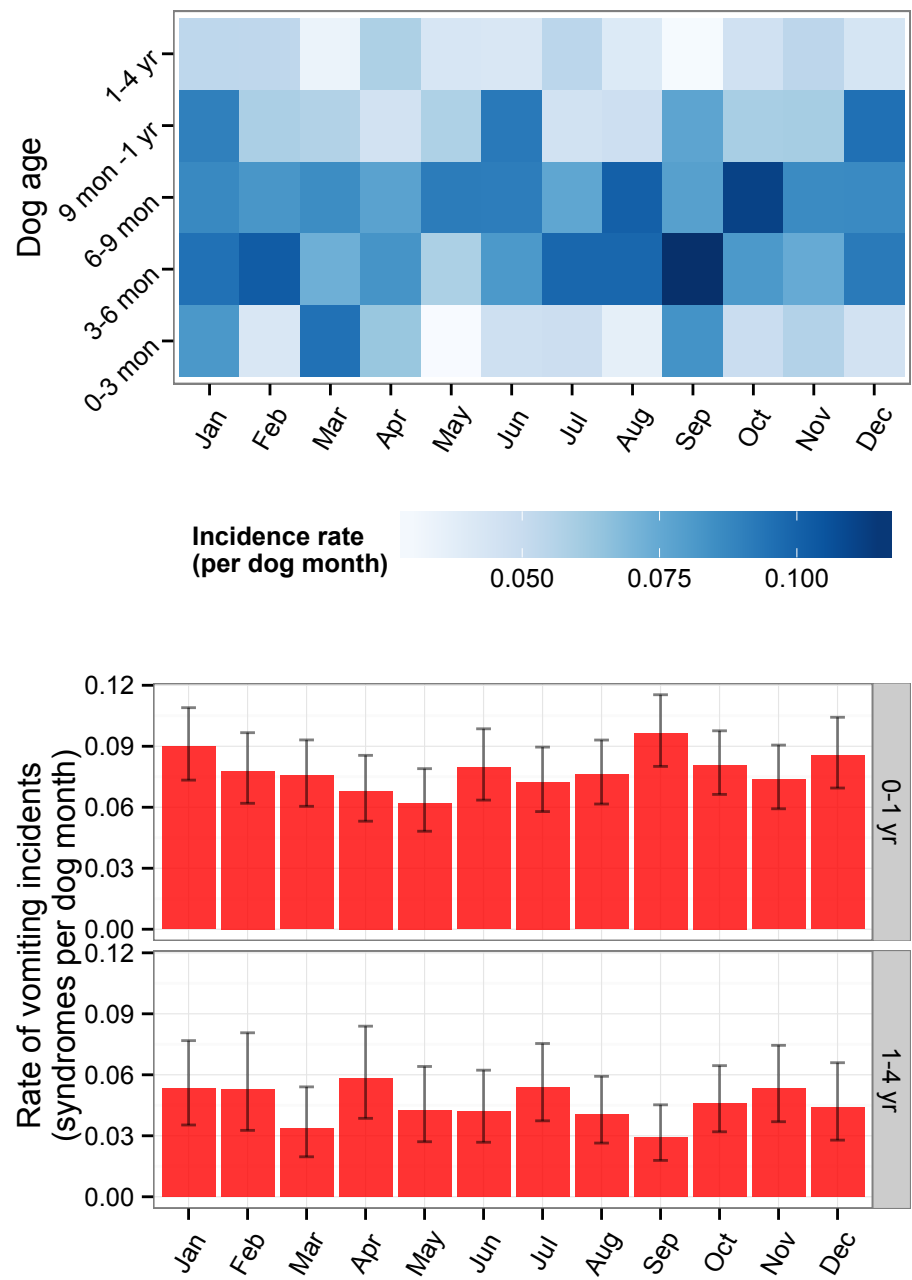 Dog age
1-4 yr
9 mon -1 yr
6-9 mon
3-6 mon
0-3 mon
Jan Feb Mar Apr May Jun Jul Aug Sep Oct Nov Dec
Incidence rate
(per dog month)
0.050 0.075 0.100
Rate of vomiting incidents
(syndromes per dog month)
0.12
0.09
0.06
0.03
0.00
0-1 yr
0.12
0.09
0.06
0.03
0.00
1-4 yr
Jan Feb Mar Apr May Jun Jul Aug Sep Oct Nov Dec